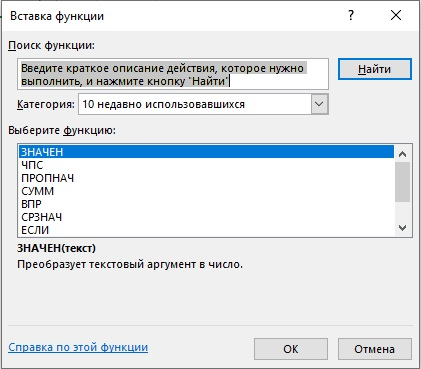 Вставка функции
?
Поиск функции:
Введите краткое описание действия, которое нужно
выполнить, и нажмите кнопку "Найти"
Найти
Категория: 10 недавно использовавшихся
Выберите функцию:
ЗНАЧЕН
ЧПС
ПРОПНАЧ
СУММ
ВПР
СРЗНАЧ
ЕСЛИ
ЗНАЧЕН(текст)
Преобразует текстовый аргумент в число.
Справка по этой функции
ОК
Отмена